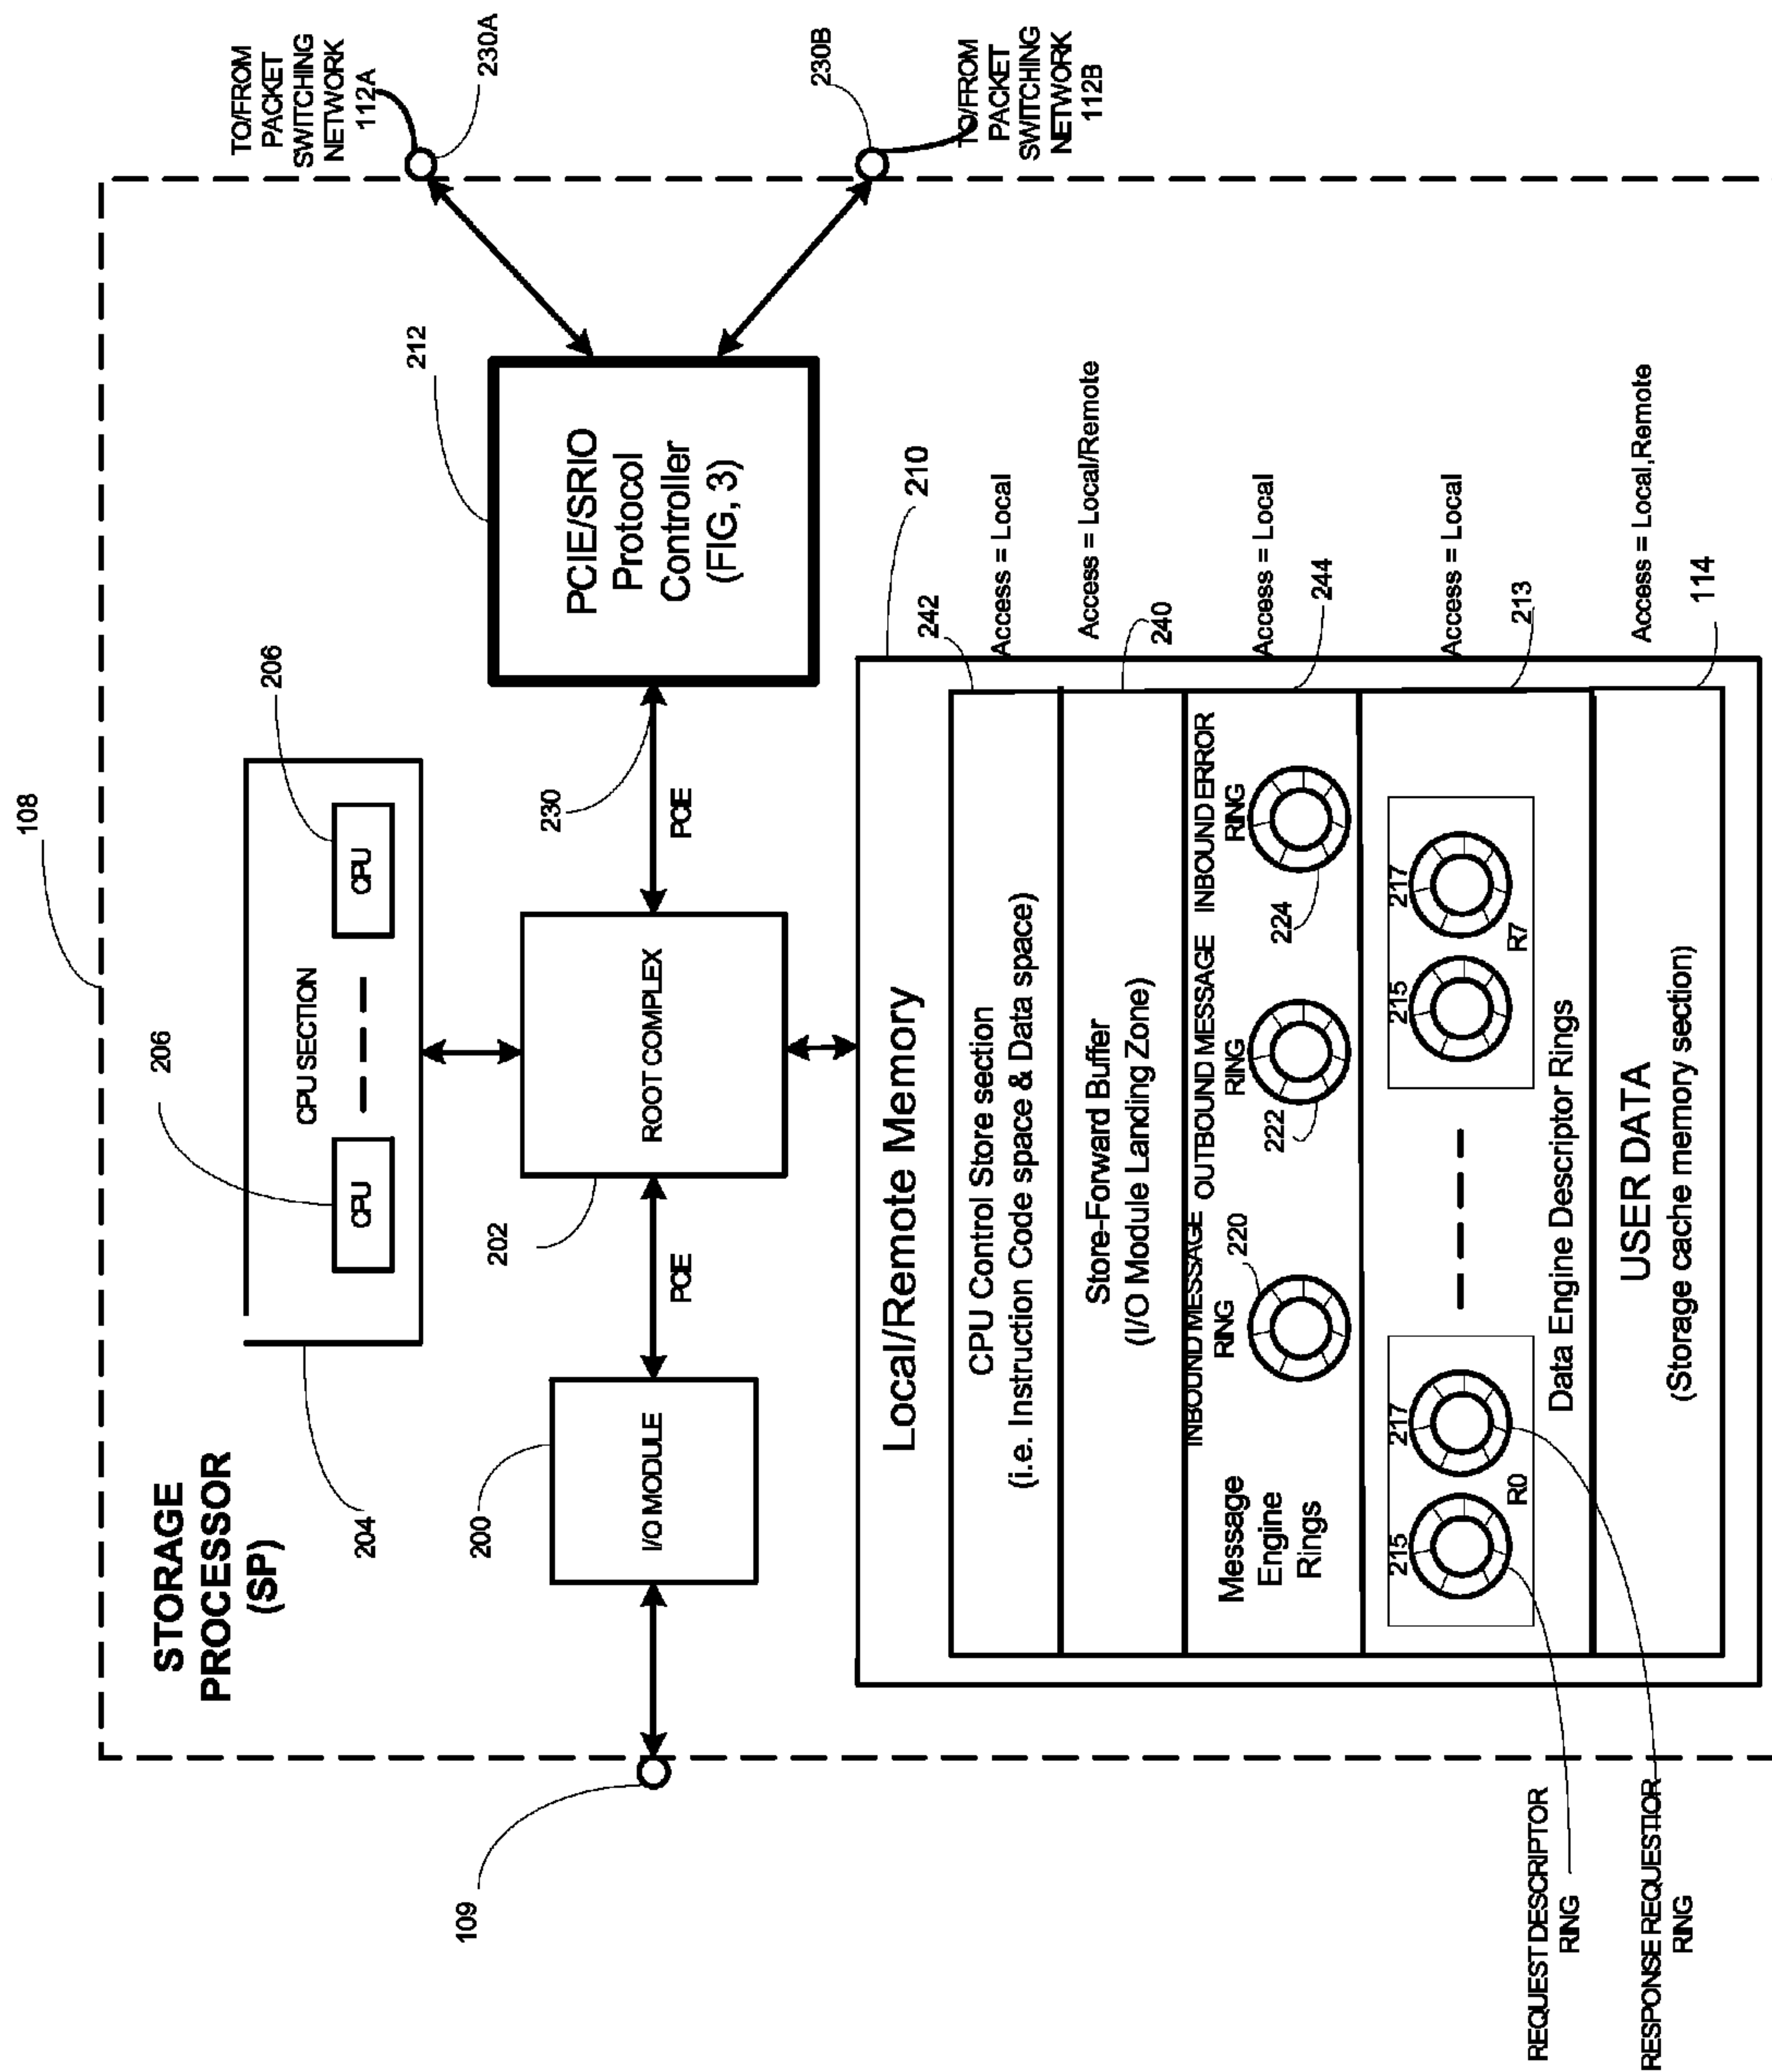 108
STORAGE
PROCESSOR
(SP)
204
206
206
CPU SECTION
CPU
CPU
212
TO/FROM
PACKET
SWITCHING
NETWORK
112A
230A
109
200
I/O MODULE
PCIE
202
ROOT COMPLEX
230
PCIE
PCIE/SRIO
Protocol
Controller
(FIG, 3)
230B
TO/FROM
PACKET
SWITCHING
NETWORK
112B
210
Local/Remote Memory
242
CPU Control Store section
(i.e. Instruction Code space & Data space)
Access = Local
Store-Forward Buffer
(I/O Module Landing Zone)
Access = Local/Remote
240
Message
Engine
Rings
INBOUND MESSAGE
RING
220
OUTBOUND MESSAGE
RING
222
INBOUND ERROR
RING
224
Access = Local
244
215
217
R0
215
217
R7
Data Engine Descriptor Rings
Access = Local
213
USER DATA
(Storage cache memory section)
Access = Local,Remote
114
REQUEST DESCRIPTOR
RING
RESPONSE REQUESTIOR
RING